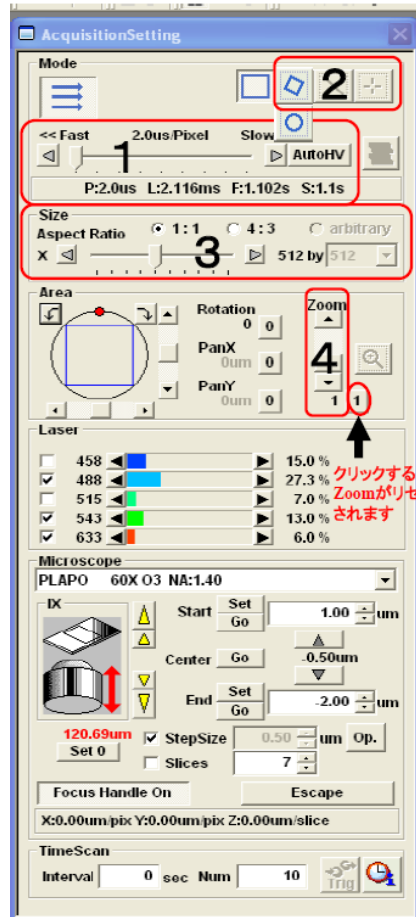 AcquisitionSetting
Mode
2
<< Fast 2.0us/Pixel Slow
1
AutoHV
P:2.0us L:2.116ms F:1.102s S:1.1s
Size
Aspect Ratio 1:1 4:3 arbitrary
X 3 512 by 512
Area
Rotation
0 0
Zoom
PanX
0um 0
4
PanY
0um 0
1 1
Laser
458 15.0 %
488 27.3 %
515 7.0 %
543 13.0 %
633 6.0 %
クリックする
Zoomがリセ
されます
Microscope
PLAPO 60X O3 NA:1.40
IX
Start Set Go 1.00 um
Center Go -0.50um
End Set Go -2.00 um
120.69um
Set 0
StepSize 0.50 um Op.
Slices 7
Focus Handle On Escape
X:0.00um/pix Y:0.00um/pix Z:0.00um/slice
TimeScan
Interval 0 sec Num 10 Trig